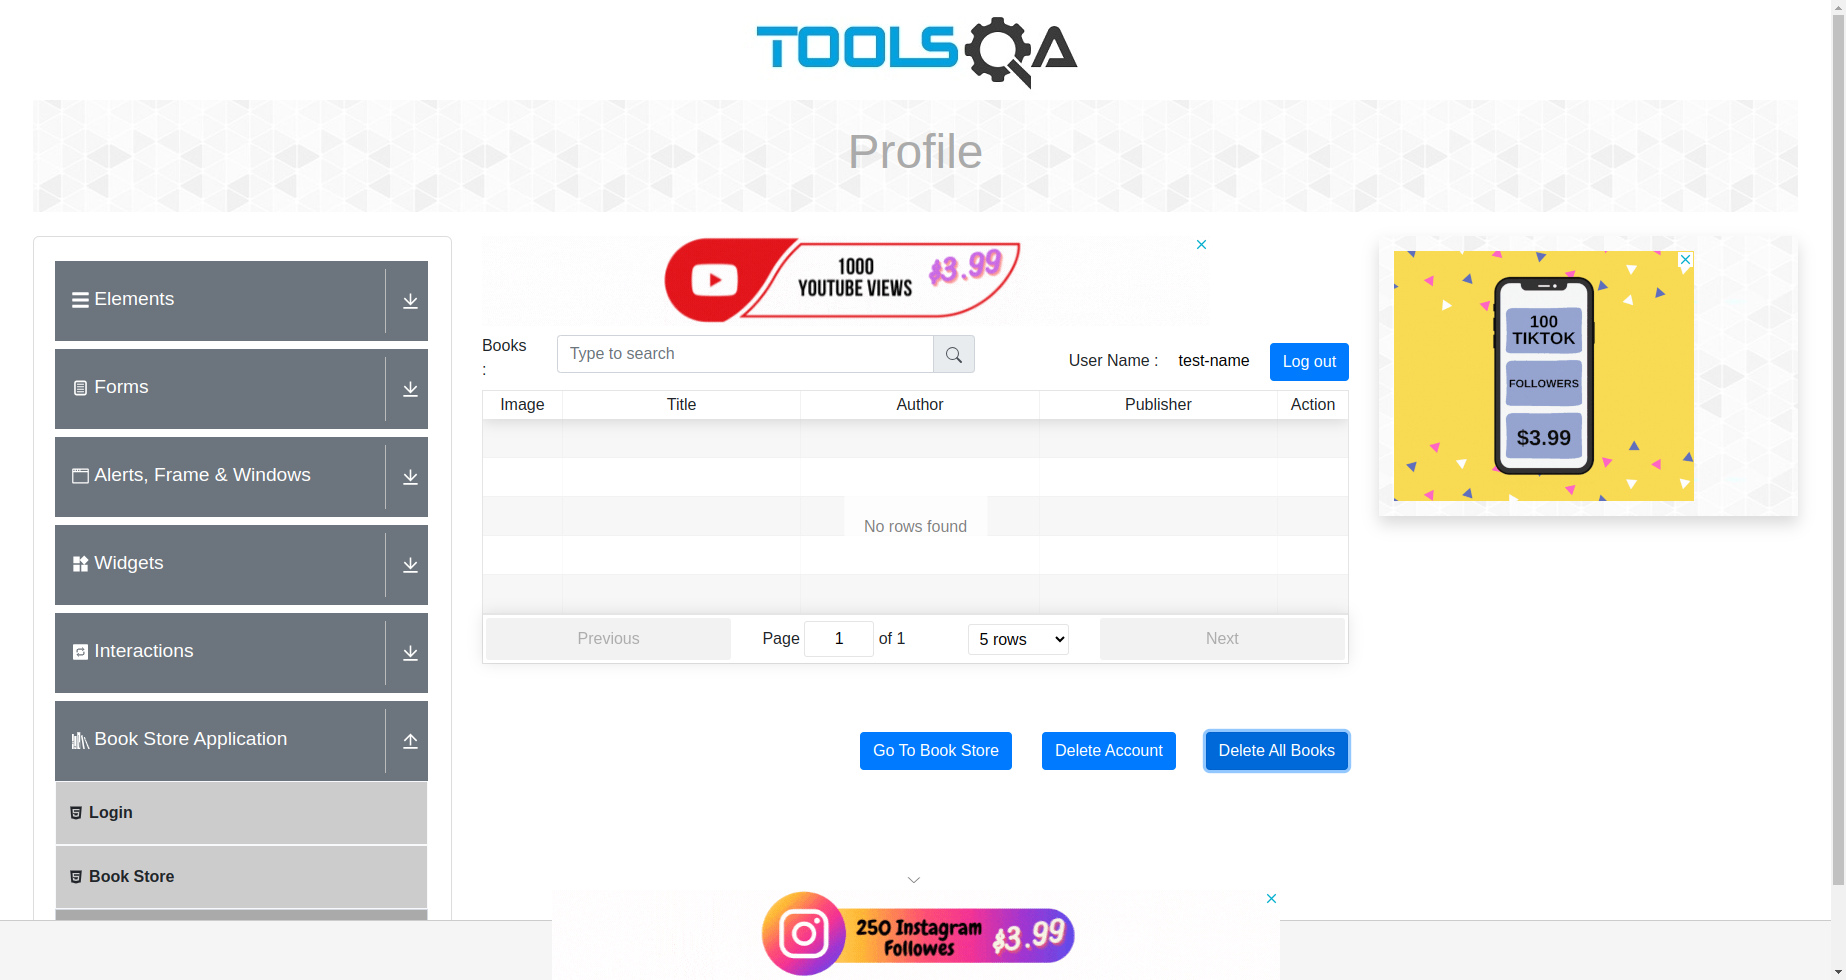 TOOLSQA
Profile
Elements
Forms
Alerts, Frame & Windows
Widgets
Interactions
Book Store Application
Login
Book Store
1000
YOUTUBE VIEWS
$3.99
Books
:
Type to search
User Name :
test-name
Log out
Image
Title
Author
Publisher
Action
No rows found
Previous
Page
1
of 1
5 rows
Next
Go To Book Store
Delete Account
Delete All Books
100
TIKTOK
FOLLOWERS
$3.99
250 Instagram
Followes
$3.99